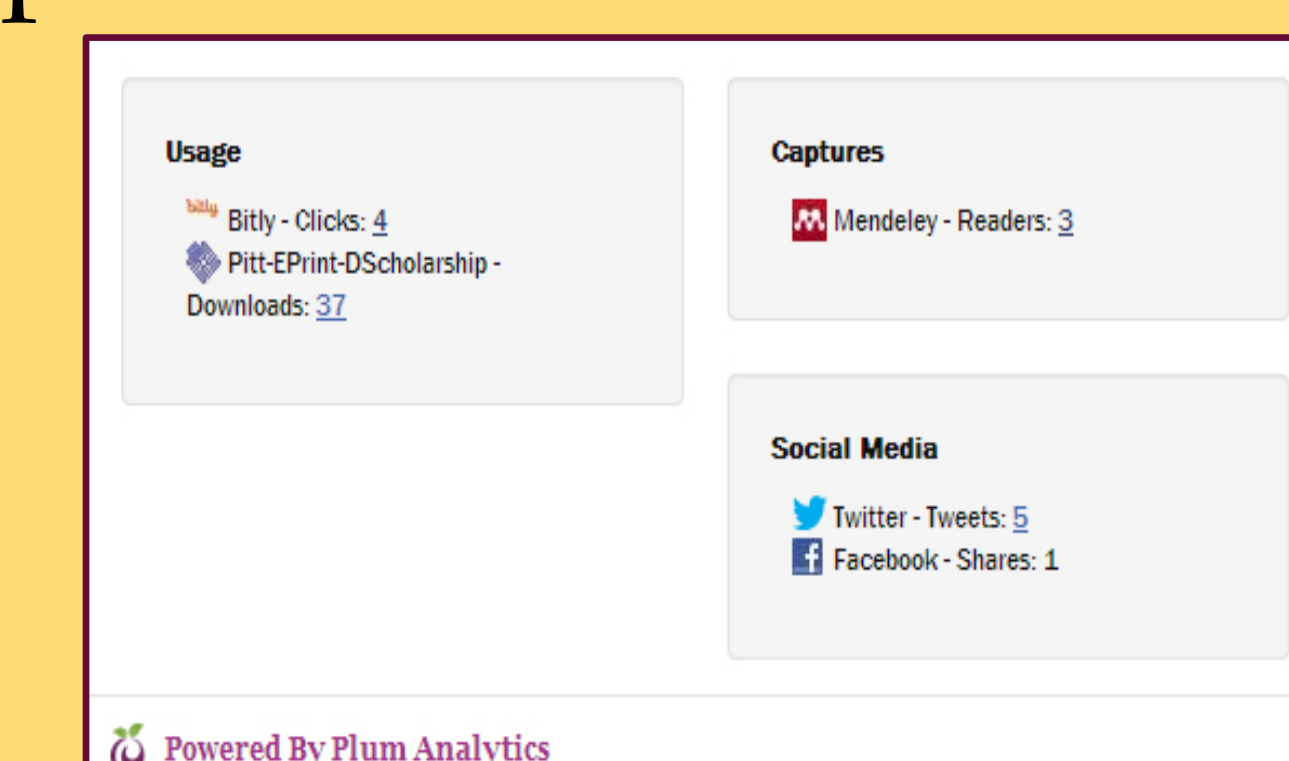 Usage
bitly Bitly - Clicks: 4
Pitt-EPrint-DScholarship -
Downloads: 37
Captures
Mendeley - Readers: 3
Social Media
Twitter - Tweets: 5
Facebook - Shares: 1
Powered By Plum Analytics